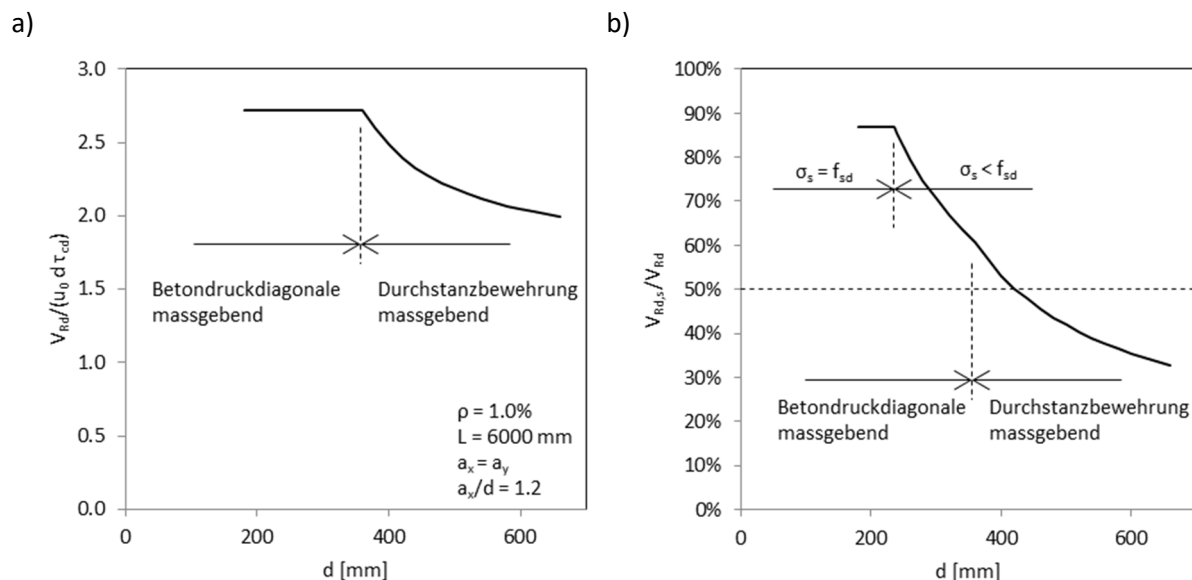 a)
V_Rd/(u_0 d τ_cd)
3.0
2.5
2.0
1.5
1.0
0.5
0.0
Betondruckdiagonale
massgebend
Durchstanzbewehrung
massgebend
ρ = 1.0%
L = 6000 mm
a_x = a_y
a_x/d = 1.2
0
200
400
600
d [mm]
b)
V_Rd,s/V_Rd
100%
90%
80%
70%
60%
50%
40%
30%
20%
10%
0%
σ_s = f_sd
σ_s < f_sd
Betondruckdiagonale
massgebend
Durchstanzbewehrung
massgebend
0
200
400
600
d [mm]